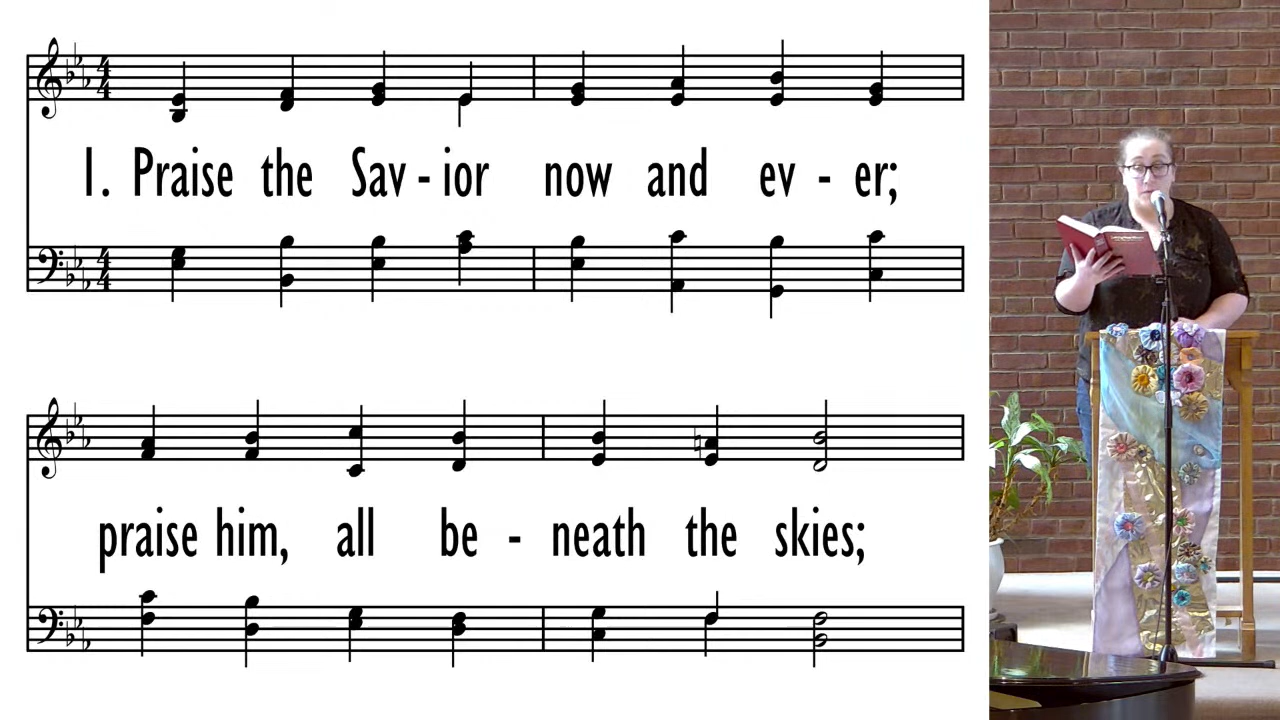 1. Praise the Sav - ior now and ev - er;
praise him, all be - neath the skies;